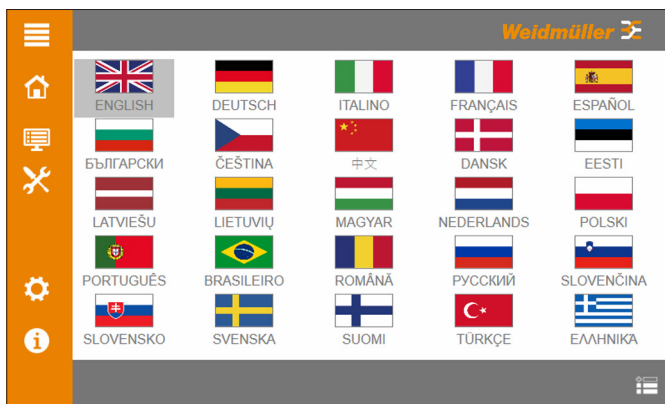 Weidmüller
ENGLISH DEUTSCH ITALINO FRANÇAIS ESPAÑOL
БЪЛГАРСКИ ČEŠTINA 中文 DANSK EESTI
LATVIEŠU LIETUVIŲ MAGYAR NEDERLANDS POLSKI
PORTUGUÊS BRASILEIRO ROMÂNĂ РУССКИЙ SLOVENČINA
SLOVENSKO SVENSKA SUOMI TÜRKÇE ΕΛΛΗΝΙΚΆ